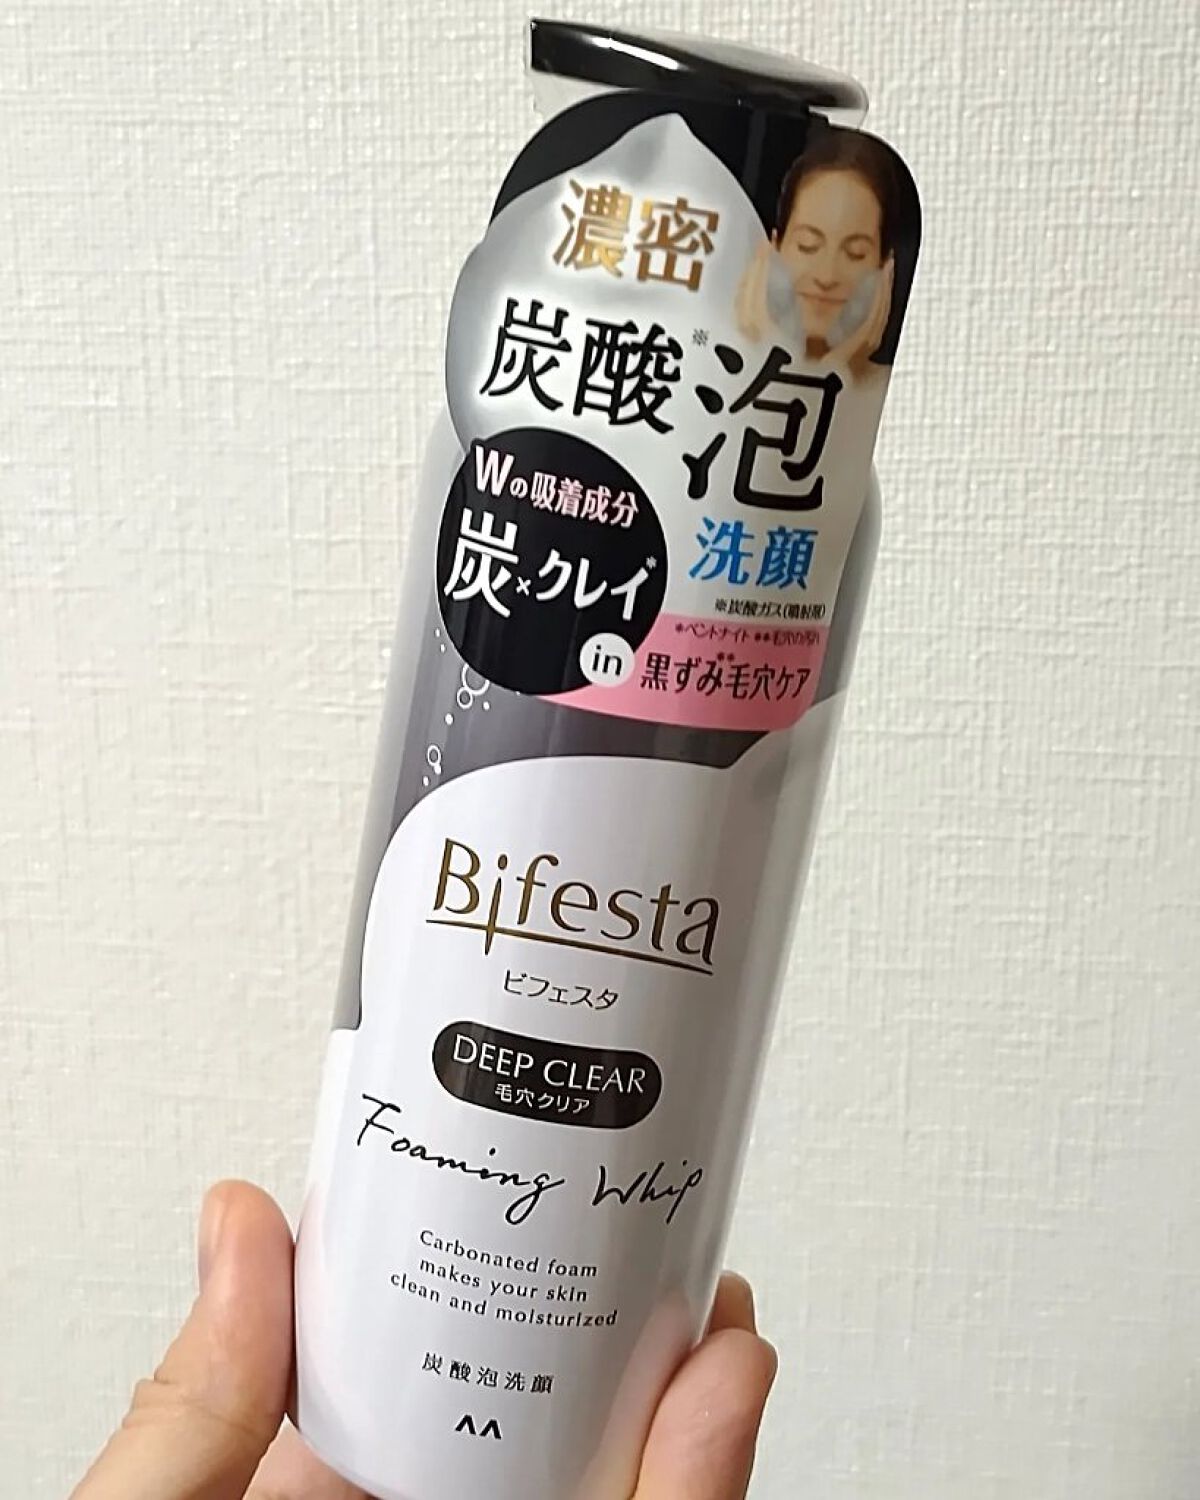 濃密
炭酸※泡
洗顔
※炭酸ガス(噴射剤)
Wの吸着成分
炭×クレイ*
in
*ベントナイト **毛穴の汚れ
黒ずみ**毛穴ケア
Bifesta
ビフェスタ
DEEP CLEAR
毛穴クリア
Foaming Whip
Carbonated foam
makes your skin
clean and moisturized
炭酸泡洗顔